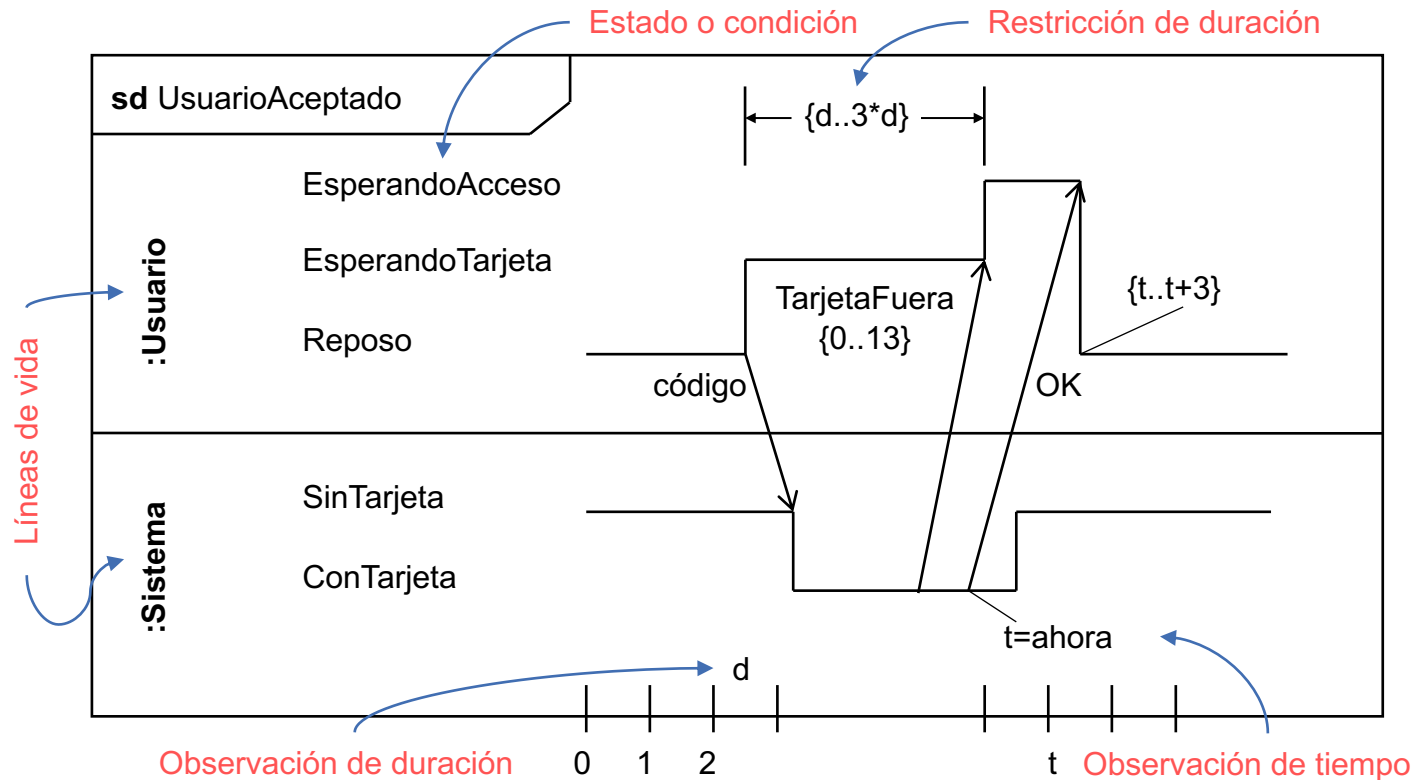 Estado o condición
Restricción de duración
sd UsuarioAceptado
{d..3*d}
EsperandoAcceso
EsperandoTarjeta
Reposo
:Usuario
TarjetaFuera
{0..13}
{t..t+3}
código
OK
Líneas de vida
SinTarjeta
ConTarjeta
:Sistema
t=ahora
d
Observación de duración
0 1 2 t
Observación de tiempo